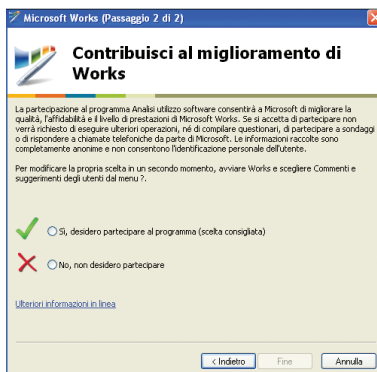 Microsoft Works (Passaggio 2 di 2)
Contribuisci al miglioramento di
Works
La partecipazione al programma Analisi utilizzo software consentirà a Microsoft di migliorare la
qualità, l'affidabilità e il livello di prestazioni di Microsoft Works. Se si accetta di partecipare non
verrà richiesto di eseguire ulteriori operazioni, né di compilare questionari, di partecipare a sondaggi
o di rispondere a chiamate telefoniche da parte di Microsoft. Le informazioni raccolte sono
completamente anonime e non consentono l'identificazione personale dell'utente.
Per modificare la propria scelta in un secondo momento, avviare Works e scegliere Commenti e
suggerimenti degli utenti dal menu ?.
Sì, desidero partecipare al programma (scelta consigliata)
No, non desidero partecipare
Ulteriori informazioni in linea
< Indietro Fine Annulla